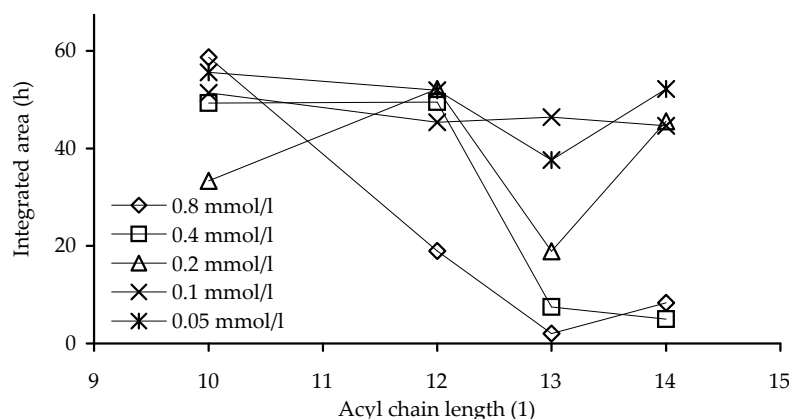 60
40
20
0
Integrated area (h)
0.8 mmol/l
0.4 mmol/l
0.2 mmol/l
0.1 mmol/l
0.05 mmol/l
9 10 11 12 13 14 15
Acyl chain length (1)